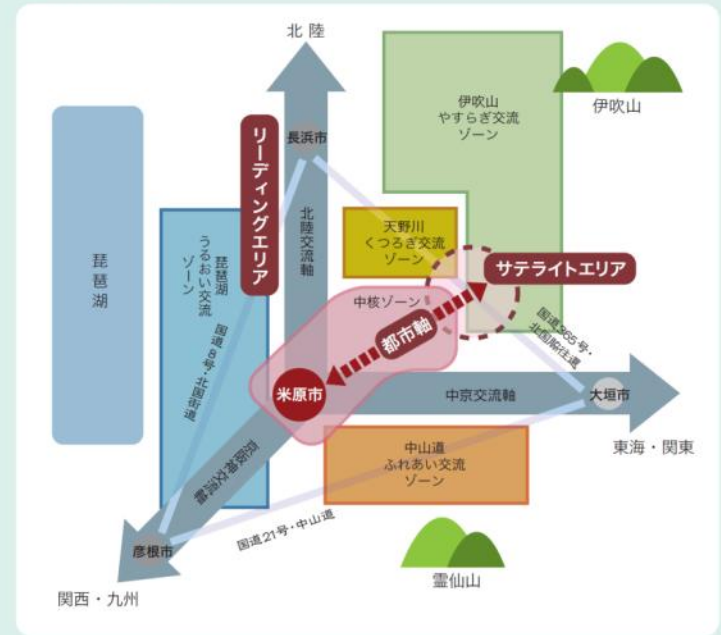 北陸
伊吹山
やすらぎ交流
ゾーン
伊吹山
長浜市
リーディングエリア
北陸交流軸
天野川
くつろぎ交流
ゾーン
琵琶湖
琵琶湖
うるおい交流
ゾーン
国道8号・北国街道
サテライトエリア
中核ゾーン
都市軸
国道365号・
北国脇往還
米原市
中京交流軸
大垣市
東海・関東
京阪神交流軸
中山道
ふれあい交流
ゾーン
国道21号・中山道
彦根市
関西・九州
霊仙山